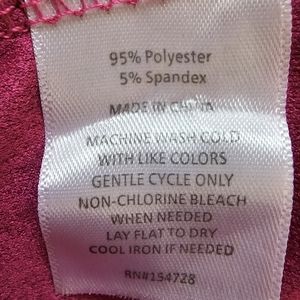 95% Polyester
5% Spandex
MADE IN CHINA
MACHINE WASH COLD
WITH LIKE COLORS
GENTLE CYCLE ONLY
NON-CHLORINE BLEACH
WHEN NEEDED
LAY FLAT TO DRY
COOL IRON IF NEEDED
RN#154728